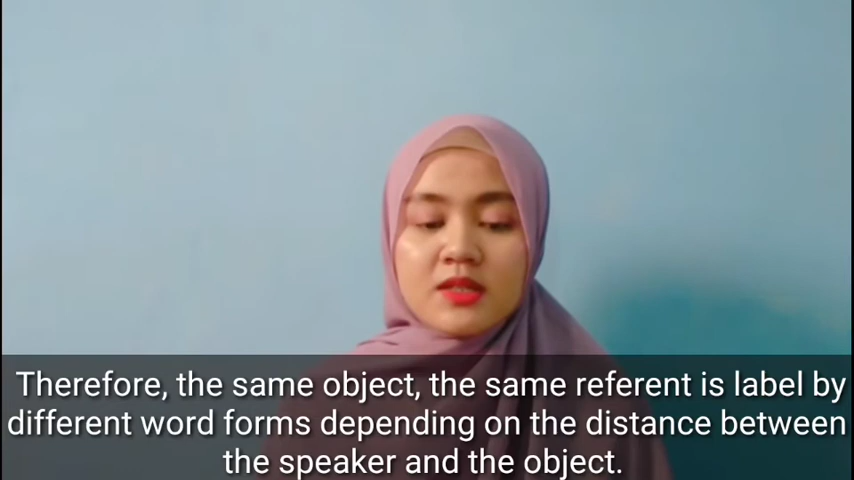 Therefore, the same object, the same referent is label by
different word forms depending on the distance between
the speaker and the object.